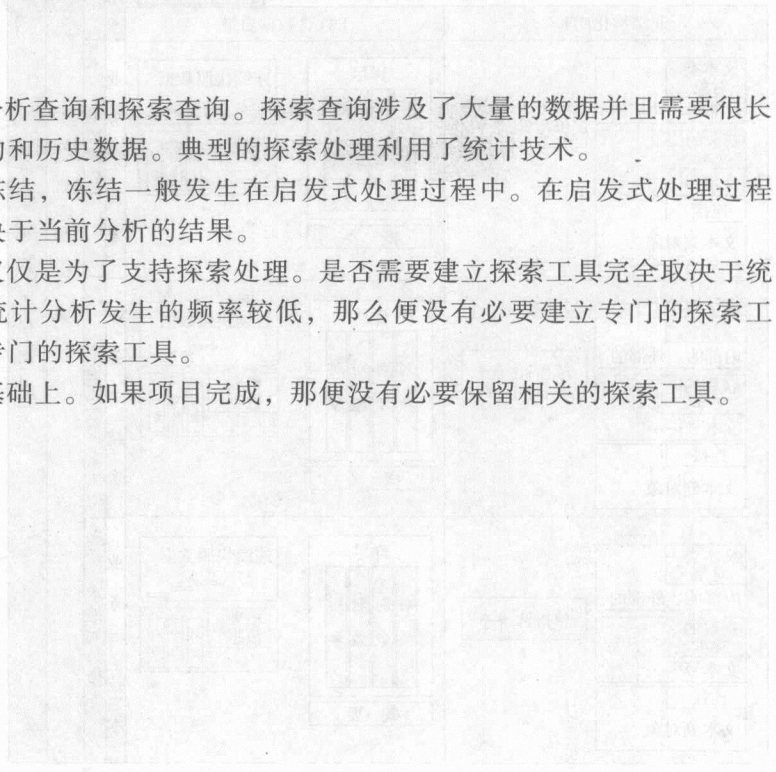 析查询和探索查询。探索查询涉及了大量的数据并且需要很长
和历史数据。典型的探索处理利用了统计技术。
冻结，冻结一般发生在启发式处理过程中。在启发式处理过程
决于当前分析的结果。
仅是为了支持探索处理。是否需要建立探索工具完全取决于统
统计分析发生的频率较低，那么便没有必要建立专门的探索工
专门的探索工具。
基础上。如果项目完成，那便没有必要保留相关的探索工具。